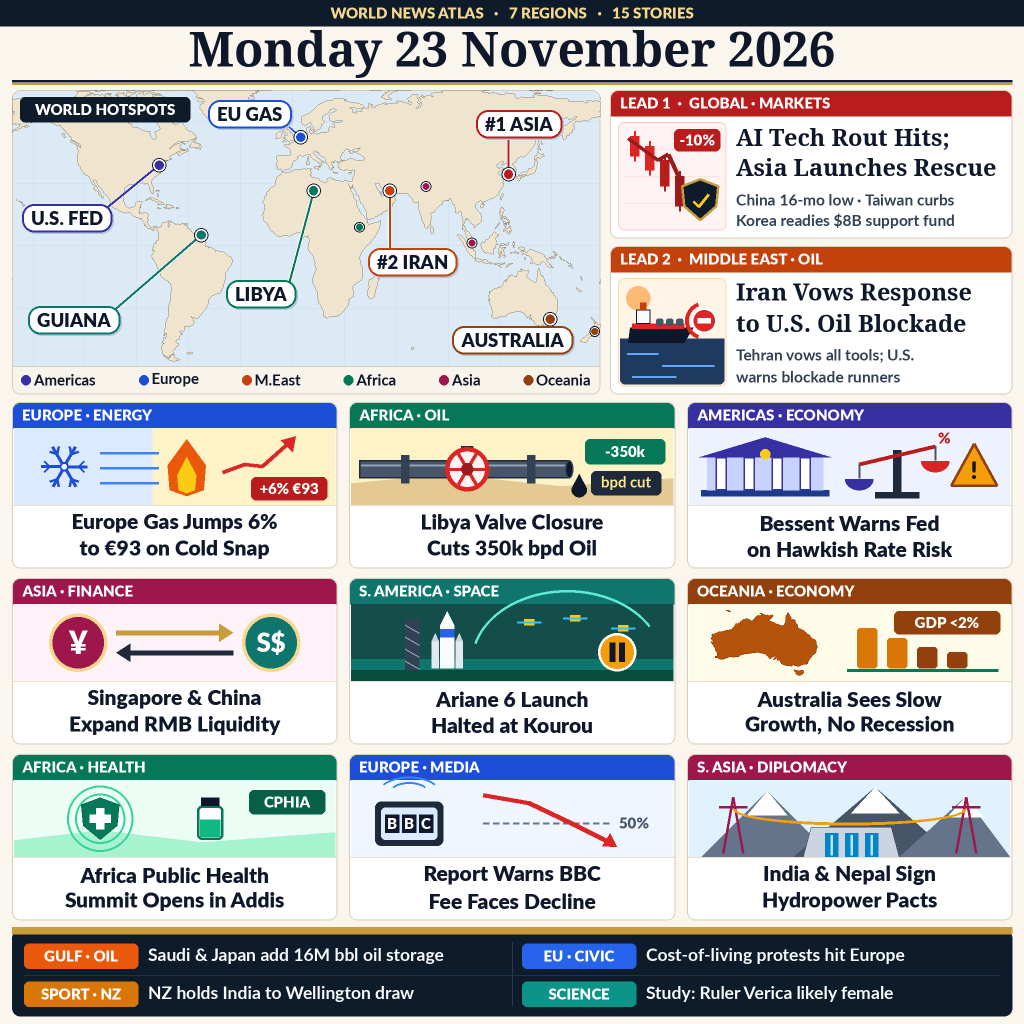 WORLD NEWS ATLAS · 7 REGIONS · 15 STORIES
Monday 23 November 2026
WORLD HOTSPOTS
EU GAS
#1 ASIA
U.S. FED
#2 IRAN
LIBYA
GUIANA
AUSTRALIA
Americas
Europe
M.East
Africa
Asia
Oceania
LEAD 1 · GLOBAL · MARKETS
-10%
AI Tech Rout Hits;
Asia Launches Rescue
China 16-mo low · Taiwan curbs
Korea readies $8B support fund
LEAD 2 · MIDDLE EAST · OIL
Iran Vows Response
to U.S. Oil Blockade
Tehran vows all tools; U.S.
warns blockade runners
EUROPE · ENERGY
+6% €93
Europe Gas Jumps 6%
to €93 on Cold Snap
AFRICA · OIL
-350k
bpd cut
Libya Valve Closure
Cuts 350k bpd Oil
AMERICAS · ECONOMY
%
!
Bessent Warns Fed
on Hawkish Rate Risk
ASIA · FINANCE
¥
S$
Singapore & China
Expand RMB Liquidity
S. AMERICA · SPACE
Ariane 6 Launch
Halted at Kourou
OCEANIA · ECONOMY
GDP <2%
Australia Sees Slow
Growth, No Recession
AFRICA · HEALTH
CPHIA
Africa Public Health
Summit Opens in Addis
EUROPE · MEDIA
BBC
50%
Report Warns BBC
Fee Faces Decline
S. ASIA · DIPLOMACY
India & Nepal Sign
Hydropower Pacts
GULF · OIL
Saudi & Japan add 16M bbl oil storage
EU · CIVIC
Cost-of-living protests hit Europe
SPORT · NZ
NZ holds India to Wellington draw
SCIENCE
Study: Ruler Verica likely female